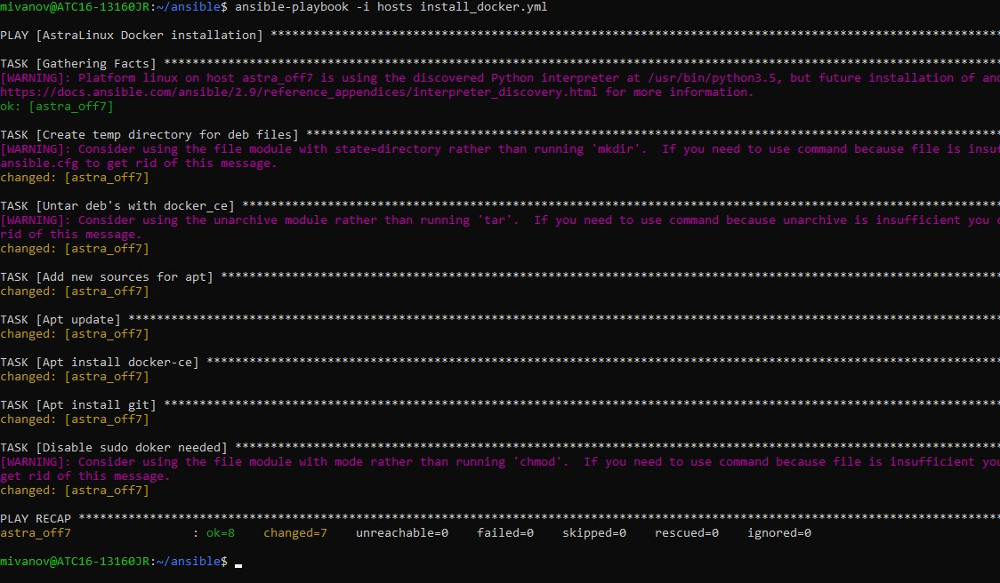 mivanov@ATC16-13160JR:~/ansible$ ansible-playbook -i hosts install_docker.yml
PLAY [AstraLinux Docker installation] ****************************************************************************************************
TASK [Gathering Facts] ****************************************************************************************************
[WARNING]: Platform linux on host astra_off7 is using the discovered Python interpreter at /usr/bin/python3.5, but future installation of
https://docs.ansible.com/ansible/2.9/reference_appendices/interpreter_discovery.html for more information.
ok: [astra_off7]
TASK [Create temp directory for deb files] ****************************************************************************************************
[WARNING]: Consider using the file module with state=directory rather than running 'mkdir'.  If you need to use command because file is
ansible.cfg to get rid of this message.
changed: [astra_off7]
TASK [Untar deb's with docker_ce] ****************************************************************************************************
[WARNING]: Consider using the unarchive module rather than running 'tar'.  If you need to use command because unarchive is insufficient you
rid of this message.
changed: [astra_off7]
TASK [Add new sources for apt] ****************************************************************************************************
changed: [astra_off7]
TASK [Apt update] ****************************************************************************************************
changed: [astra_off7]
TASK [Apt install docker-ce] ****************************************************************************************************
changed: [astra_off7]
TASK [Apt install git] ****************************************************************************************************
changed: [astra_off7]
TASK [Disable sudo doker needed] ****************************************************************************************************
[WARNING]: Consider using the file module with mode rather than running 'chmod'.  If you need to use command because file is insufficient
get rid of this message.
changed: [astra_off7]
PLAY RECAP ****************************************************************************************************
astra_off7                 : ok=8    changed=7    unreachable=0    failed=0    skipped=0    rescued=0    ignored=0
mivanov@ATC16-13160JR:~/ansible$